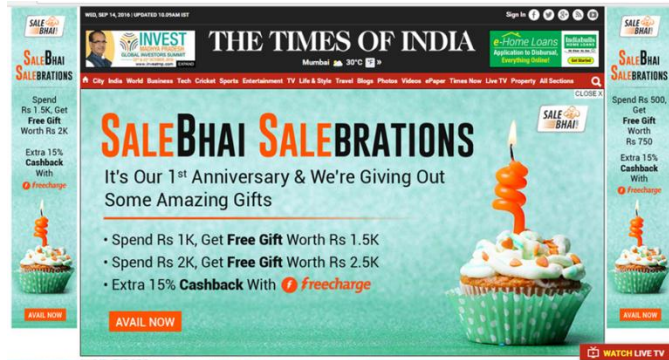 SALE
BHAI!
SALEBHAI
SALEBRATIONS
Spend
Rs 1.5K, Get
Free Gift
Worth Rs 2K
Extra 15%
Cashback
With
freecharge
AVAIL NOW
WED, SEP 14, 2016 | UPDATED 10.09AM IST
Sign In
INVEST
MADHYA PRADESH
GLOBAL INVESTORS SUMMIT
EXPAND
THE TIMES OF INDIA
Mumbai 30°C »
e-Home Loans
Application to Disbursal,
Everything Online!
Indiabulls
HOME LOANS
City India World Business Tech Cricket Sports Entertainment TV Life & Style Travel Blogs Photos Videos ePaper Times Now Live TV Property All Sections
CLOSE X
SALE
BHAI!
SALEBHAI SALEBRATIONS
It's Our 1st Anniversary & We're Giving Out
Some Amazing Gifts
• Spend Rs 1K, Get Free Gift Worth Rs 1.5K
• Spend Rs 2K, Get Free Gift Worth Rs 2.5K
• Extra 15% Cashback With freecharge
AVAIL NOW
SALE
BHAI!
SALEBHAI
SALEBRATIONS
Spend Rs 500,
Get
Free Gift
Worth
Rs 750
Extra 15%
Cashback
With
freecharge
AVAIL NOW
WATCH LIVE TV